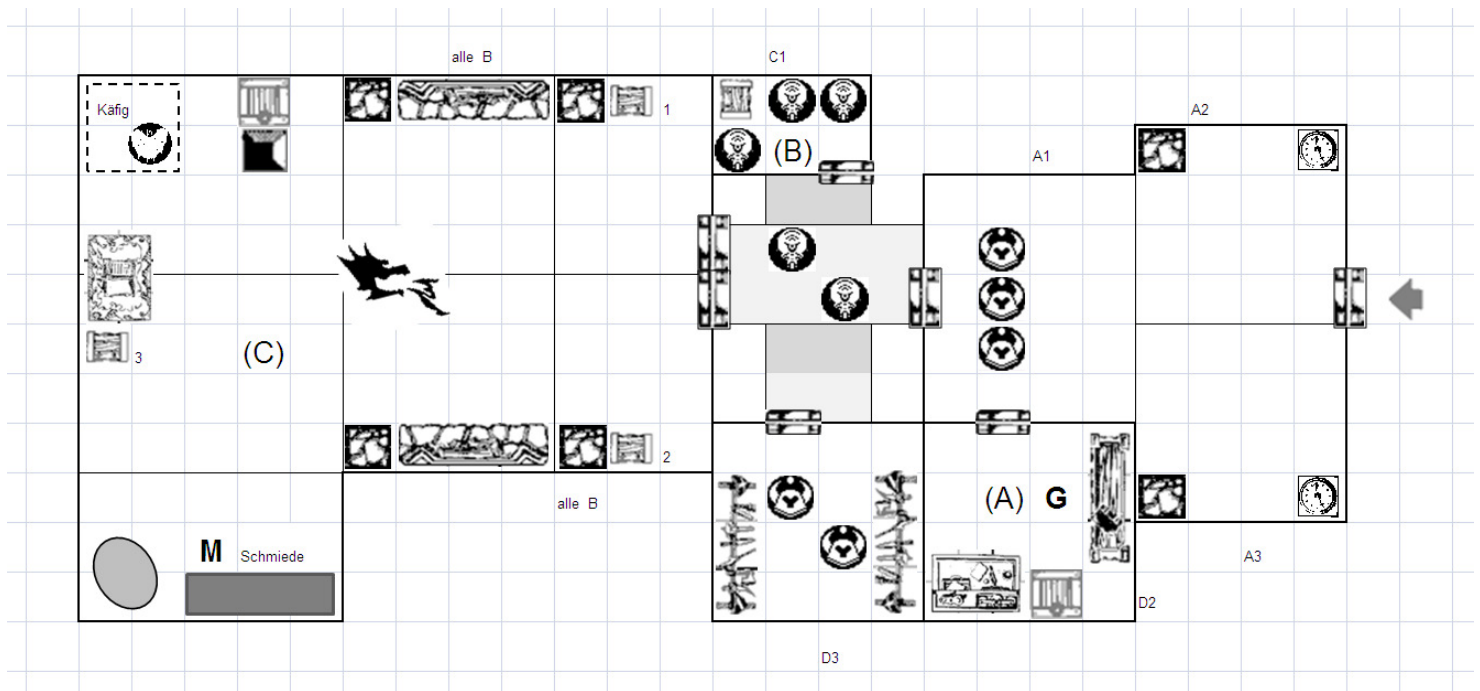 alle B
C1
A2
Käfig
1
(B)
A1
3
(C)
2
alle B
(A) G
M Schmiede
A3
D2
D3